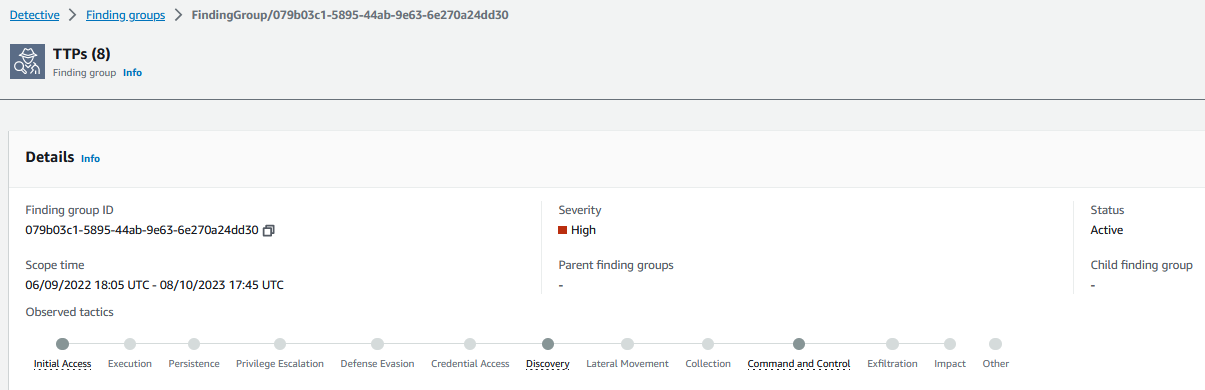 Detective > Finding groups > FindingGroup/079b03c1-5895-44ab-9e63-6e270a24dd30
TTPs (8)
Finding group Info
Details Info
Finding group ID
079b03c1-5895-44ab-9e63-6e270a24dd30
Severity
High
Status
Active
Scope time
06/09/2022 18:05 UTC - 08/10/2023 17:45 UTC
Parent finding groups
-
Child finding group
-
Observed tactics
Initial Access Execution Persistence Privilege Escalation Defense Evasion Credential Access Discovery Lateral Movement Collection Command and Control Exfiltration Impact Other